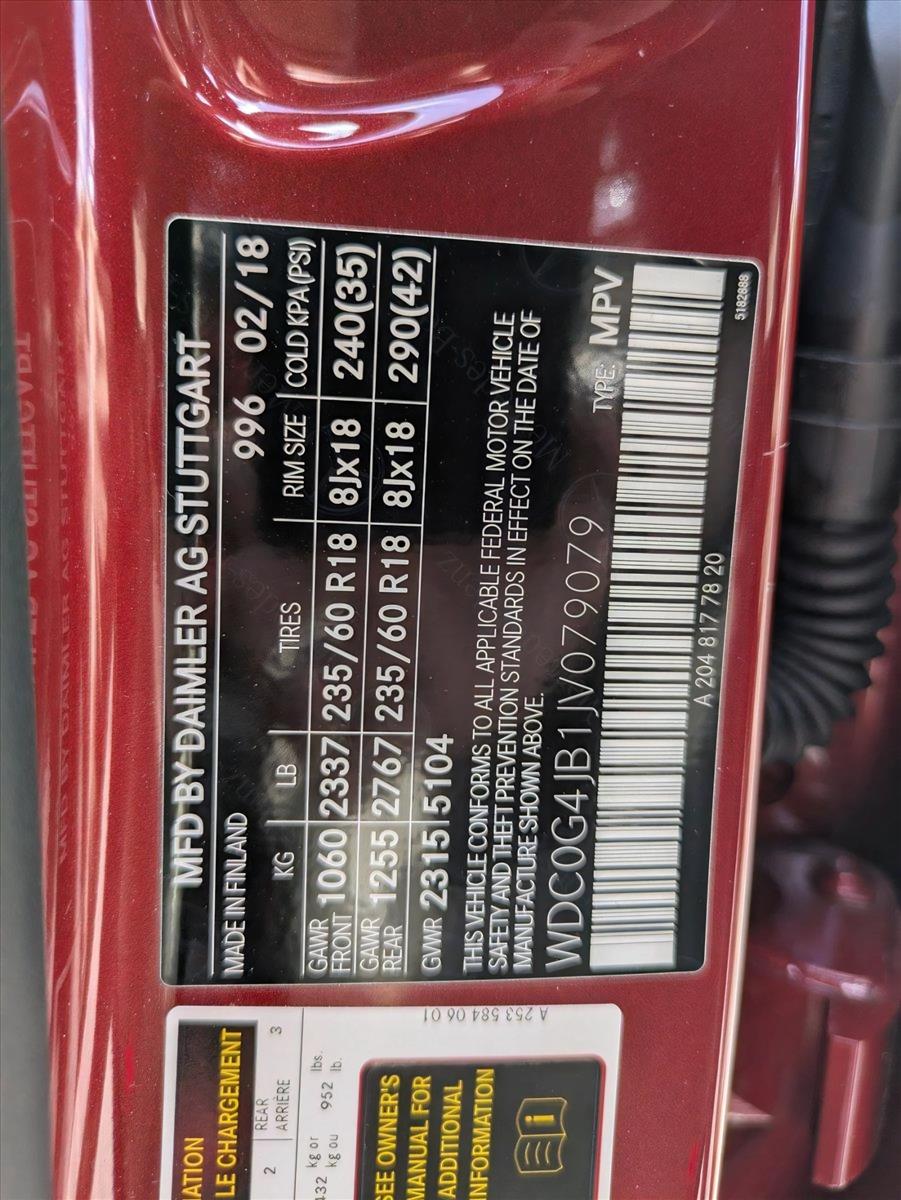 MFD BY DAIMLER AG STUTTGART
MADE IN FINLAND 996 02/18
KG LB TIRES RIM SIZE COLD KPA(PSI)
GAWR FRONT 1060 2337 235/60 R18 8Jx18 240(35)
GAWR REAR 1255 2767 235/60 R18 8Jx18 290(42)
GVWR 2315 5104
THIS VEHICLE CONFORMS TO ALL APPLICABLE FEDERAL MOTOR VEHICLE
SAFETY AND THEFT PREVENTION STANDARDS IN EFFECT ON THE DATE OF
MANUFACTURE SHOWN ABOVE.
WDC0G4JB1JV079079 TYPE: MPV
A 204 817 78 20
5182888
ATION
LE CHARGEMENT
2 REAR 3
ARRIÈRE
432 kg or 952 lbs.
kg ou lb.
SEE OWNER'S
MANUAL FOR
ADDITIONAL
INFORMATION
A 253 584 06 01